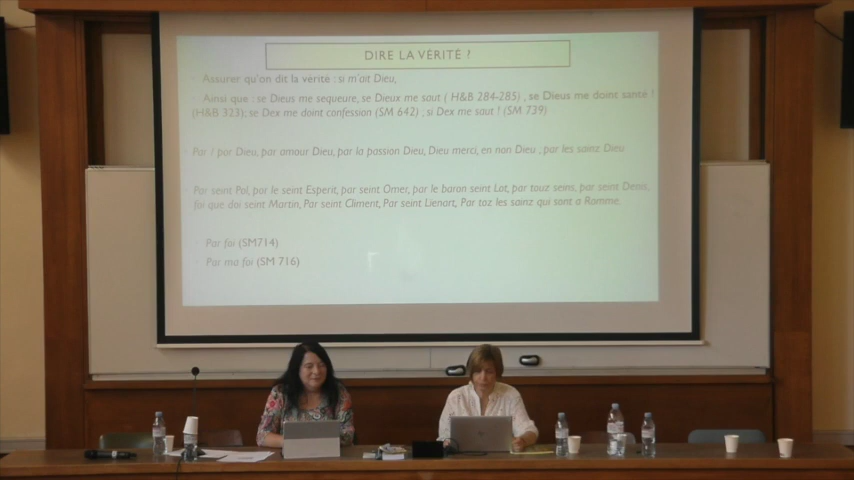 DIRE LA VÉRITÉ ?
Assurer qu'on dit la vérité : si m'ait Dieu,
Ainsi que : se Dieus me sequeure, se Dieux me saut ( H&B 284-285) , se Dieus me doint santé !
(H&B 323); se Dex me doint confession (SM 642) , si Dex me saut ! (SM 739)
Par ? por Dieu, par amour Dieu, par la passion Dieu, Dieu merci, en non Dieu , par les sainz Dieu
Par seint Pol, par le seint Esperit, par seint Omer, par le baron seint Lot, par touz seins, par seint Denis,
foi que doi seint Martin, Par seint Climent, Par seint Lienart, Par toz les sainz qui sont a Romme.
Par foi (SM714)
Par ma foi (SM 716)